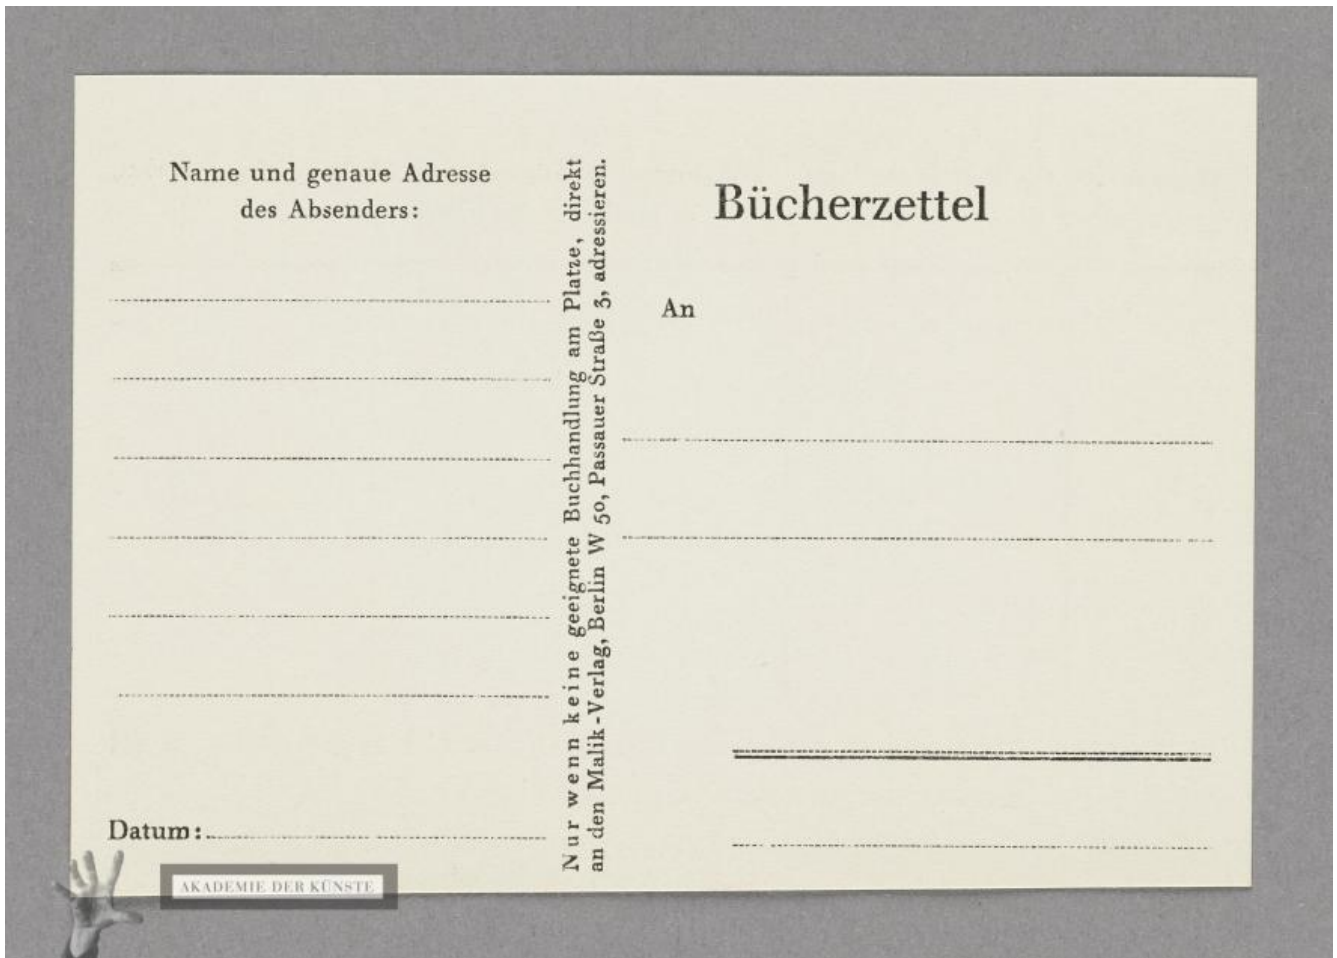 Name und genaue Adresse
des Absenders:
Datum:
Nur wenn keine geeignete Buchhandlung am Platze, direkt
an den Malik-Verlag, Berlin W 50, Passauer Straße 3, adressieren.
Bücherzettel
An
AKADEMIE DER KÜNSTE